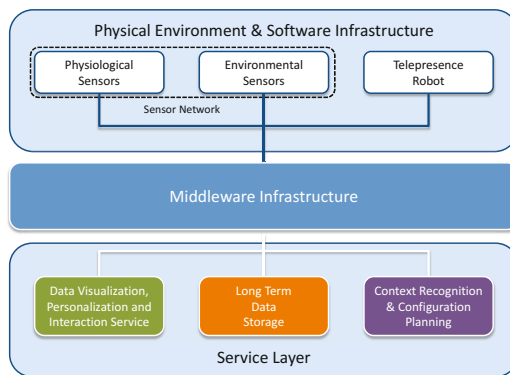 Physical Environment & Software Infrastructure
Physiological
Sensors
Environmental
Sensors
Telepresence
Robot
Sensor Network
Middleware Infrastructure
Data Visualization,
Personalization and
Interaction Service
Long Term
Data
Storage
Context Recognition
& Configuration
Planning
Service Layer